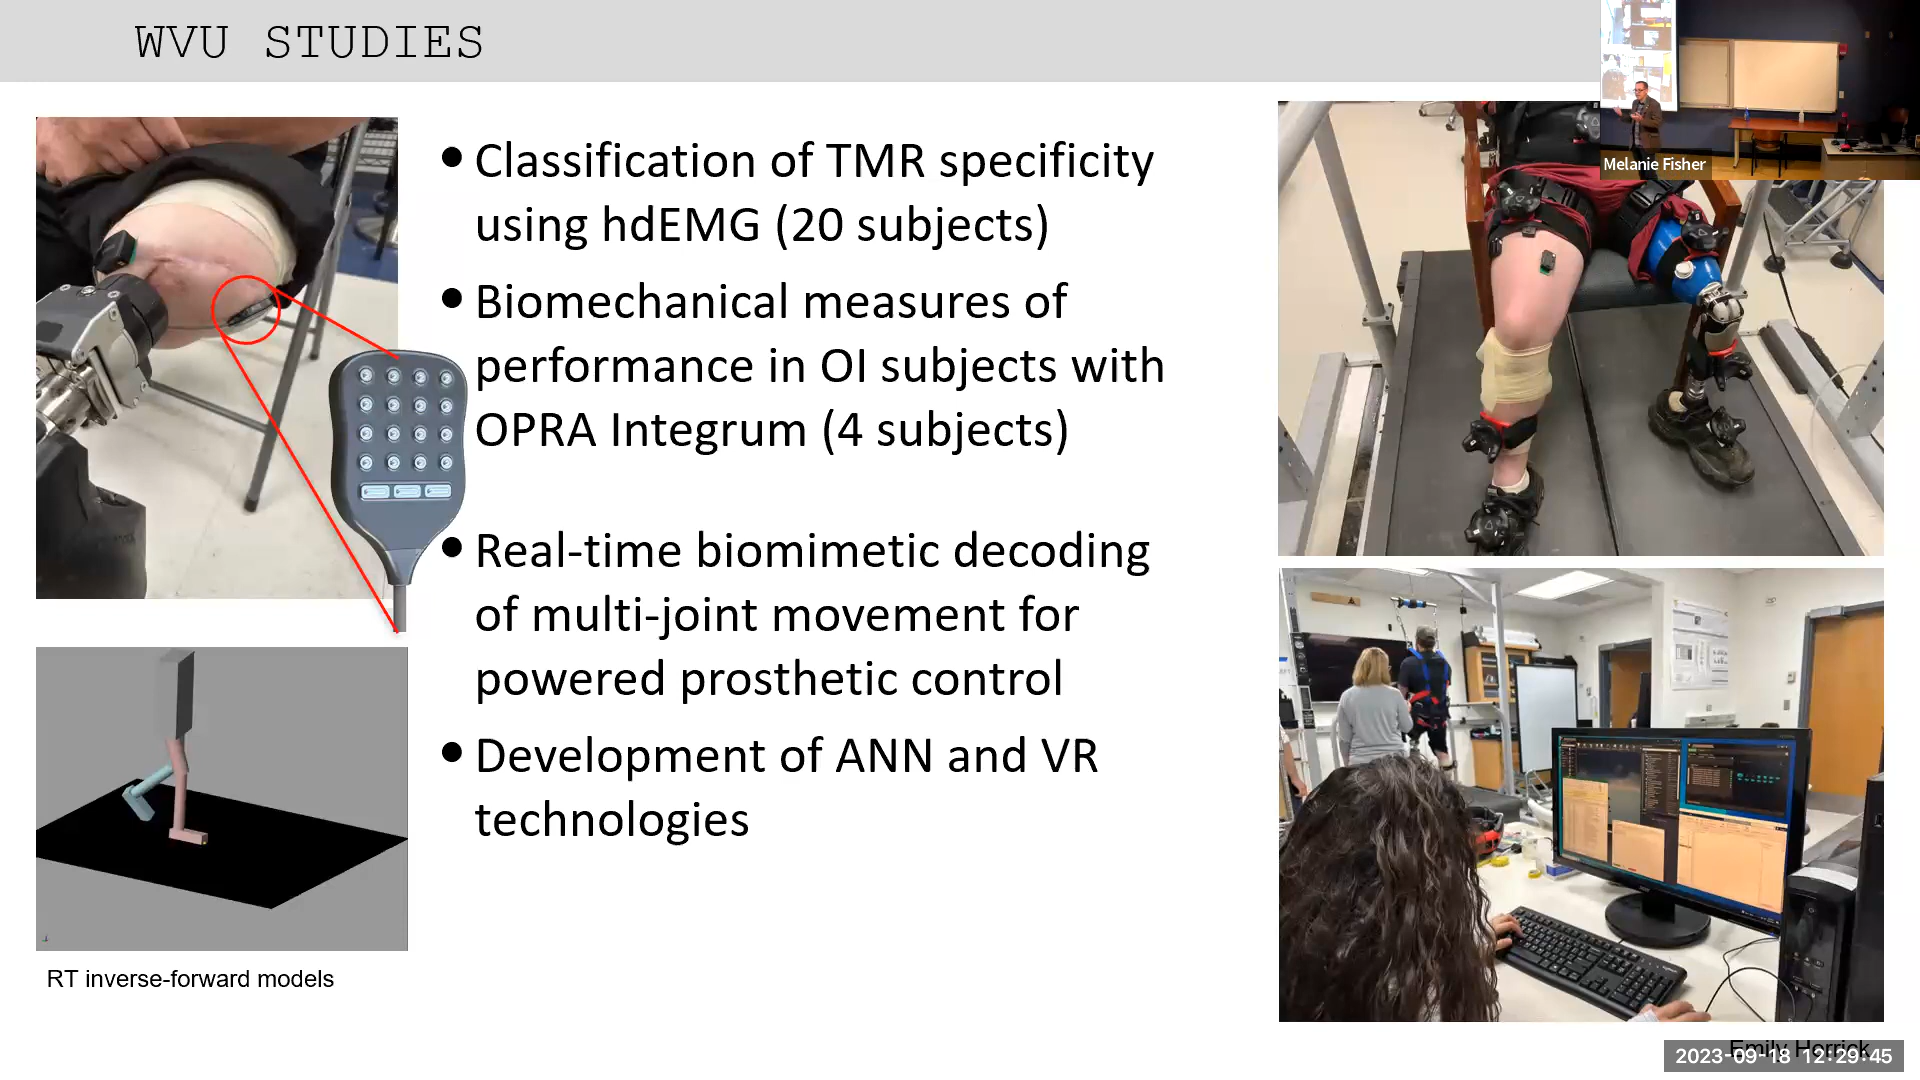 WVU STUDIES
Melanie Fisher
• Classification of TMR specificity
using hdEMG (20 subjects)
• Biomechanical measures of
performance in OI subjects with
OPRA Integrum (4 subjects)
• Real-time biomimetic decoding
of multi-joint movement for
powered prosthetic control
• Development of ANN and VR
technologies
RT inverse-forward models
Emily Herrick
2023-09-18 12:29:45